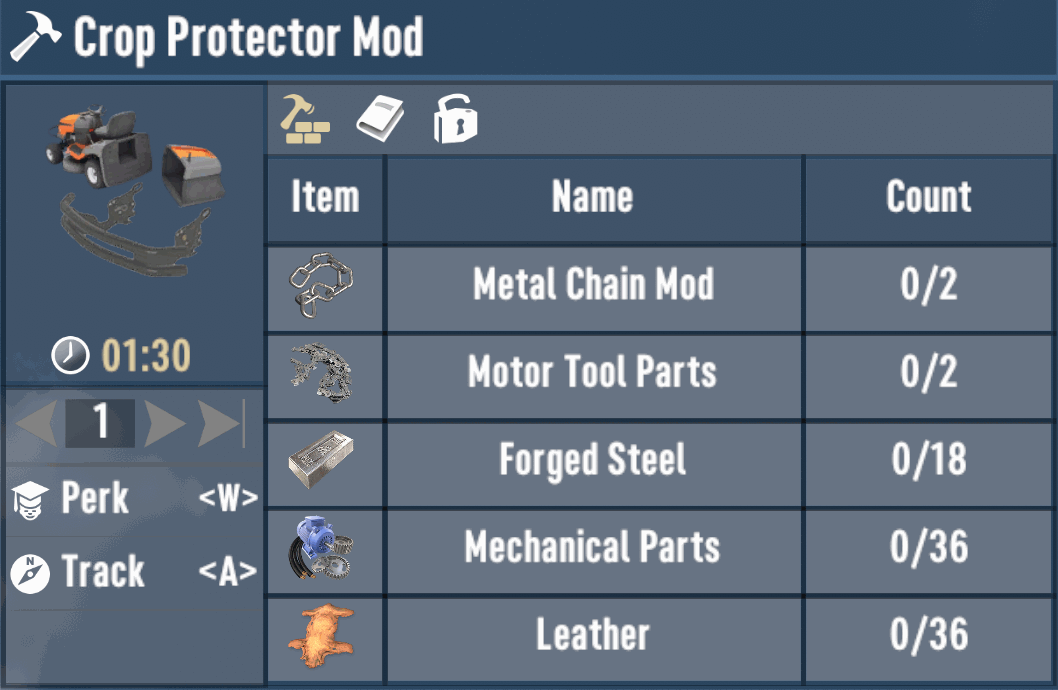 Crop Protector Mod
01:30
1
Perk <W>
Track <A>
Item Name Count
Metal Chain Mod 0/2
Motor Tool Parts 0/2
Forged Steel 0/18
Mechanical Parts 0/36
Leather 0/36